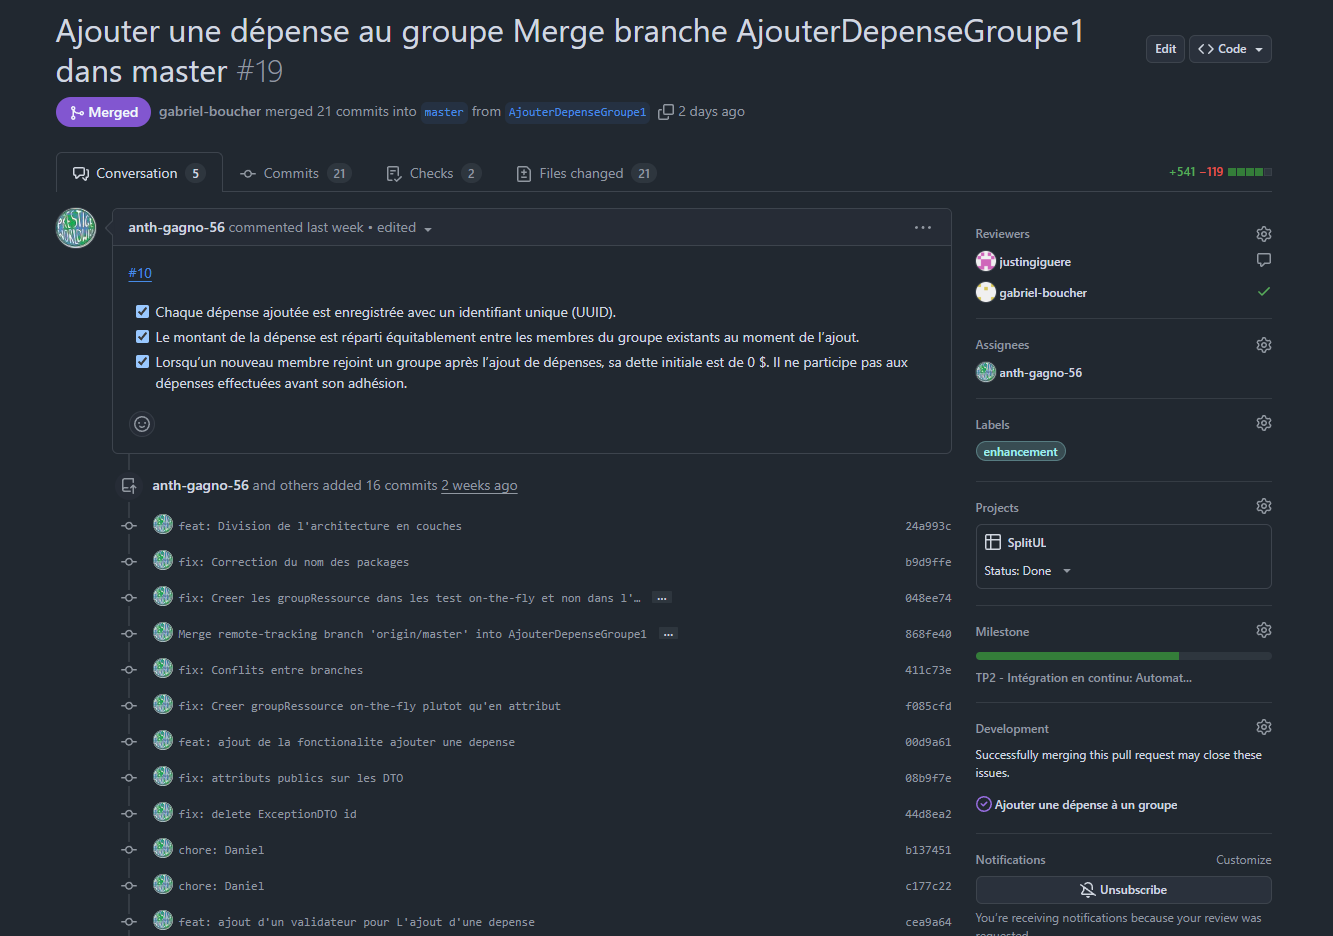 Ajouter une dépense au groupe Merge branche AjouterDepenseGroupe1
dans master #19
Edit
<> Code
Merged
gabriel-boucher merged 21 commits into master from AjouterDepenseGroupe1 2 days ago
Conversation 5
Commits 21
Checks 2
Files changed 21
+541 −119
anth-gagno-56 commented last week • edited
#10
Chaque dépense ajoutée est enregistrée avec un identifiant unique (UUID).
Le montant de la dépense est réparti équitablement entre les membres du groupe existants au moment de l'ajout.
Lorsqu'un nouveau membre rejoint un groupe après l'ajout de dépenses, sa dette initiale est de 0 $. Il ne participe pas aux
dépenses effectuées avant son adhésion.
anth-gagno-56 and others added 16 commits 2 weeks ago
feat: Division de l'architecture en couches 24a993c
fix: Correction du nom des packages b9d9ffe
fix: Creer les groupRessource dans les test on-the-fly et non dans l'… ... 048ee74
Merge remote-tracking branch 'origin/master' into AjouterDepenseGroupe1 ... 868fe40
fix: Conflits entre branches 411c73e
fix: Creer groupRessource on-the-fly plutot qu'en attribut f085cfd
feat: ajout de la fonctionalite ajouter une depense 00d9a61
fix: attributs publics sur les DTO 08b9f7e
fix: delete ExceptionDTO id 44d8ea2
chore: Daniel b137451
chore: Daniel c177c22
feat: ajout d'un validateur pour L'ajout d'une depense cea9a64
Reviewers
justingiguere
gabriel-boucher
Assignees
anth-gagno-56
Labels
enhancement
Projects
SplitUL
Status: Done
Milestone
TP2 - Intégration en continu: Automat...
Development
Successfully merging this pull request may close these
issues.
Ajouter une dépense à un groupe
Notifications
Customize
Unsubscribe
You're receiving notifications because your review was
requested.